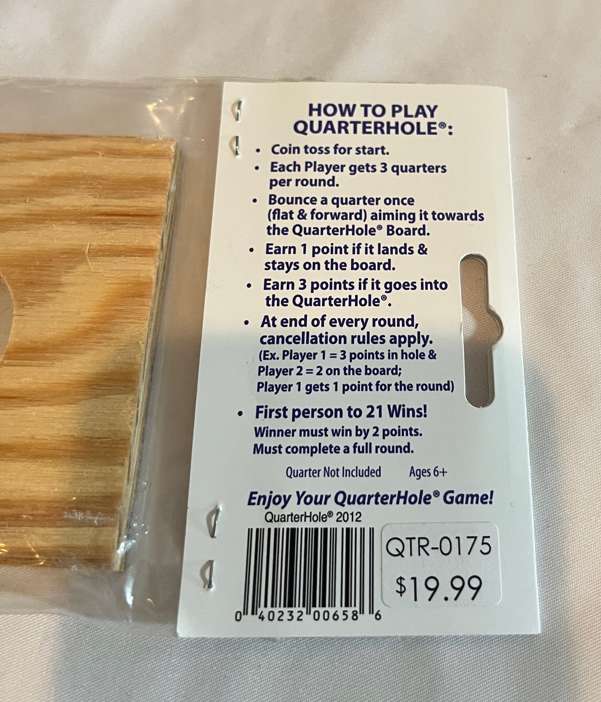 HOW TO PLAY
QUARTERHOLE®:
• Coin toss for start.
• Each Player gets 3 quarters
per round.
• Bounce a quarter once
(flat & forward) aiming it towards
the QuarterHole® Board.
• Earn 1 point if it lands &
stays on the board.
• Earn 3 points if it goes into
the QuarterHole®.
• At end of every round,
cancellation rules apply.
(Ex. Player 1 = 3 points in hole &
Player 2 = 2 on the board;
Player 1 gets 1 point for the round)
• First person to 21 Wins!
Winner must win by 2 points.
Must complete a full round.
Quarter Not Included Ages 6+
Enjoy Your QuarterHole® Game!
QuarterHole® 2012
QTR-0175
$19.99
0 40232 00658 6